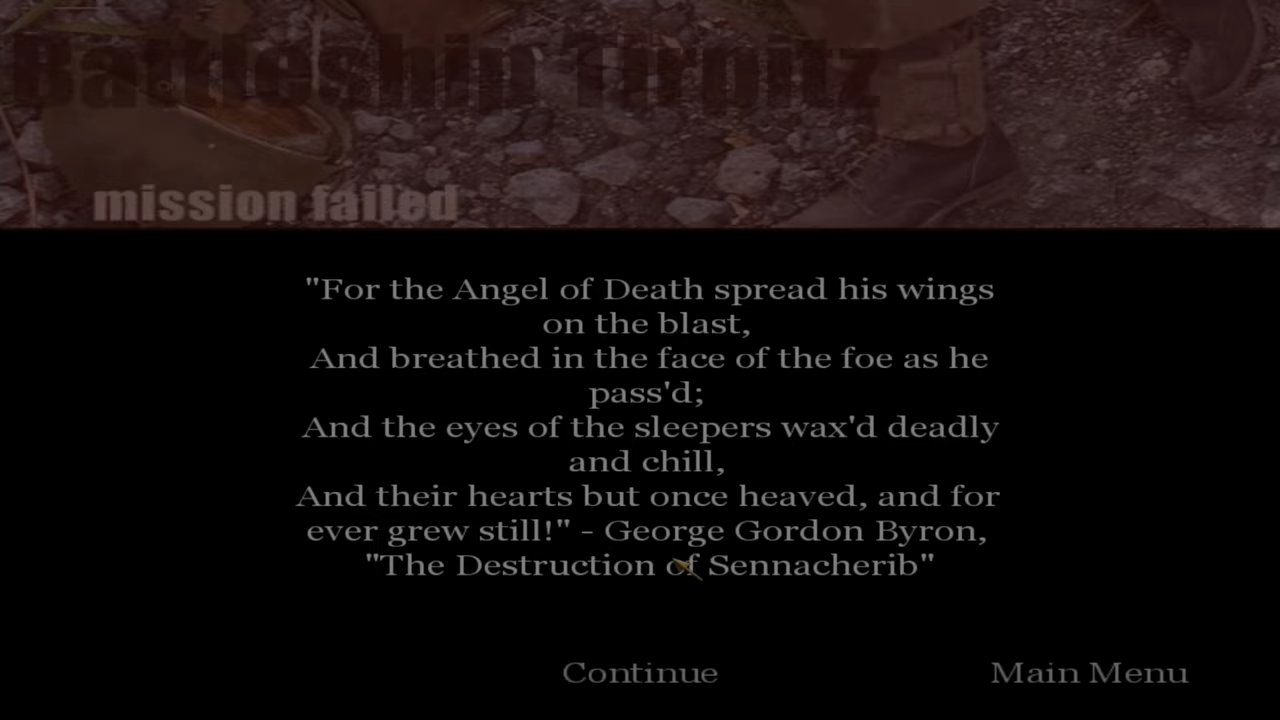 Battleship Tirpitz
mission failed
"For the Angel of Death spread his wings
on the blast,
And breathed in the face of the foe as he
pass'd;
And the eyes of the sleepers wax'd deadly
and chill,
And their hearts but once heaved, and for
ever grew still!" - George Gordon Byron,
"The Destruction of Sennacherib"
Continue
Main Menu